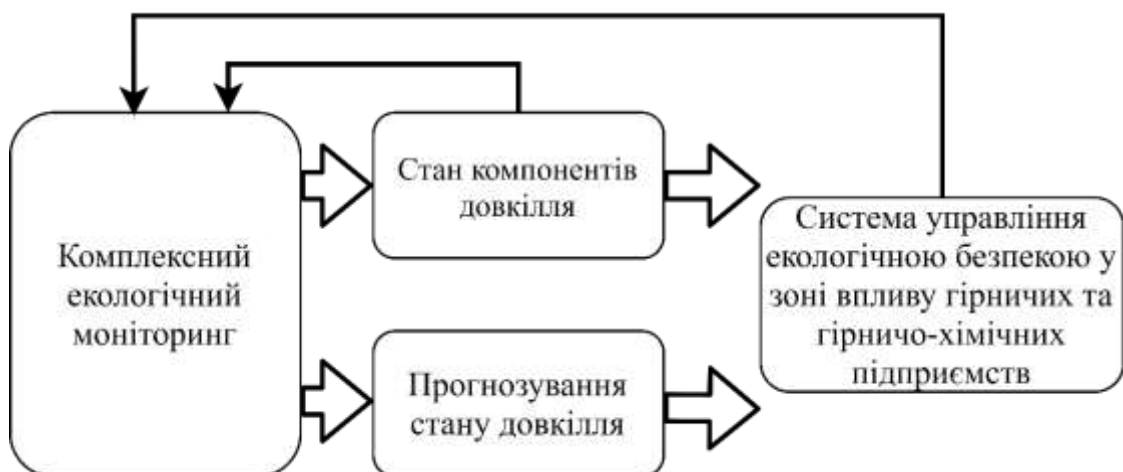 Комплексний
екологічний
моніторинг
Стан компонентів
довкілля
Прогнозування
стану довкілля
Система управління
екологічною безпекою у
зоні впливу гірничих та
гірничо-хімічних
підприємств